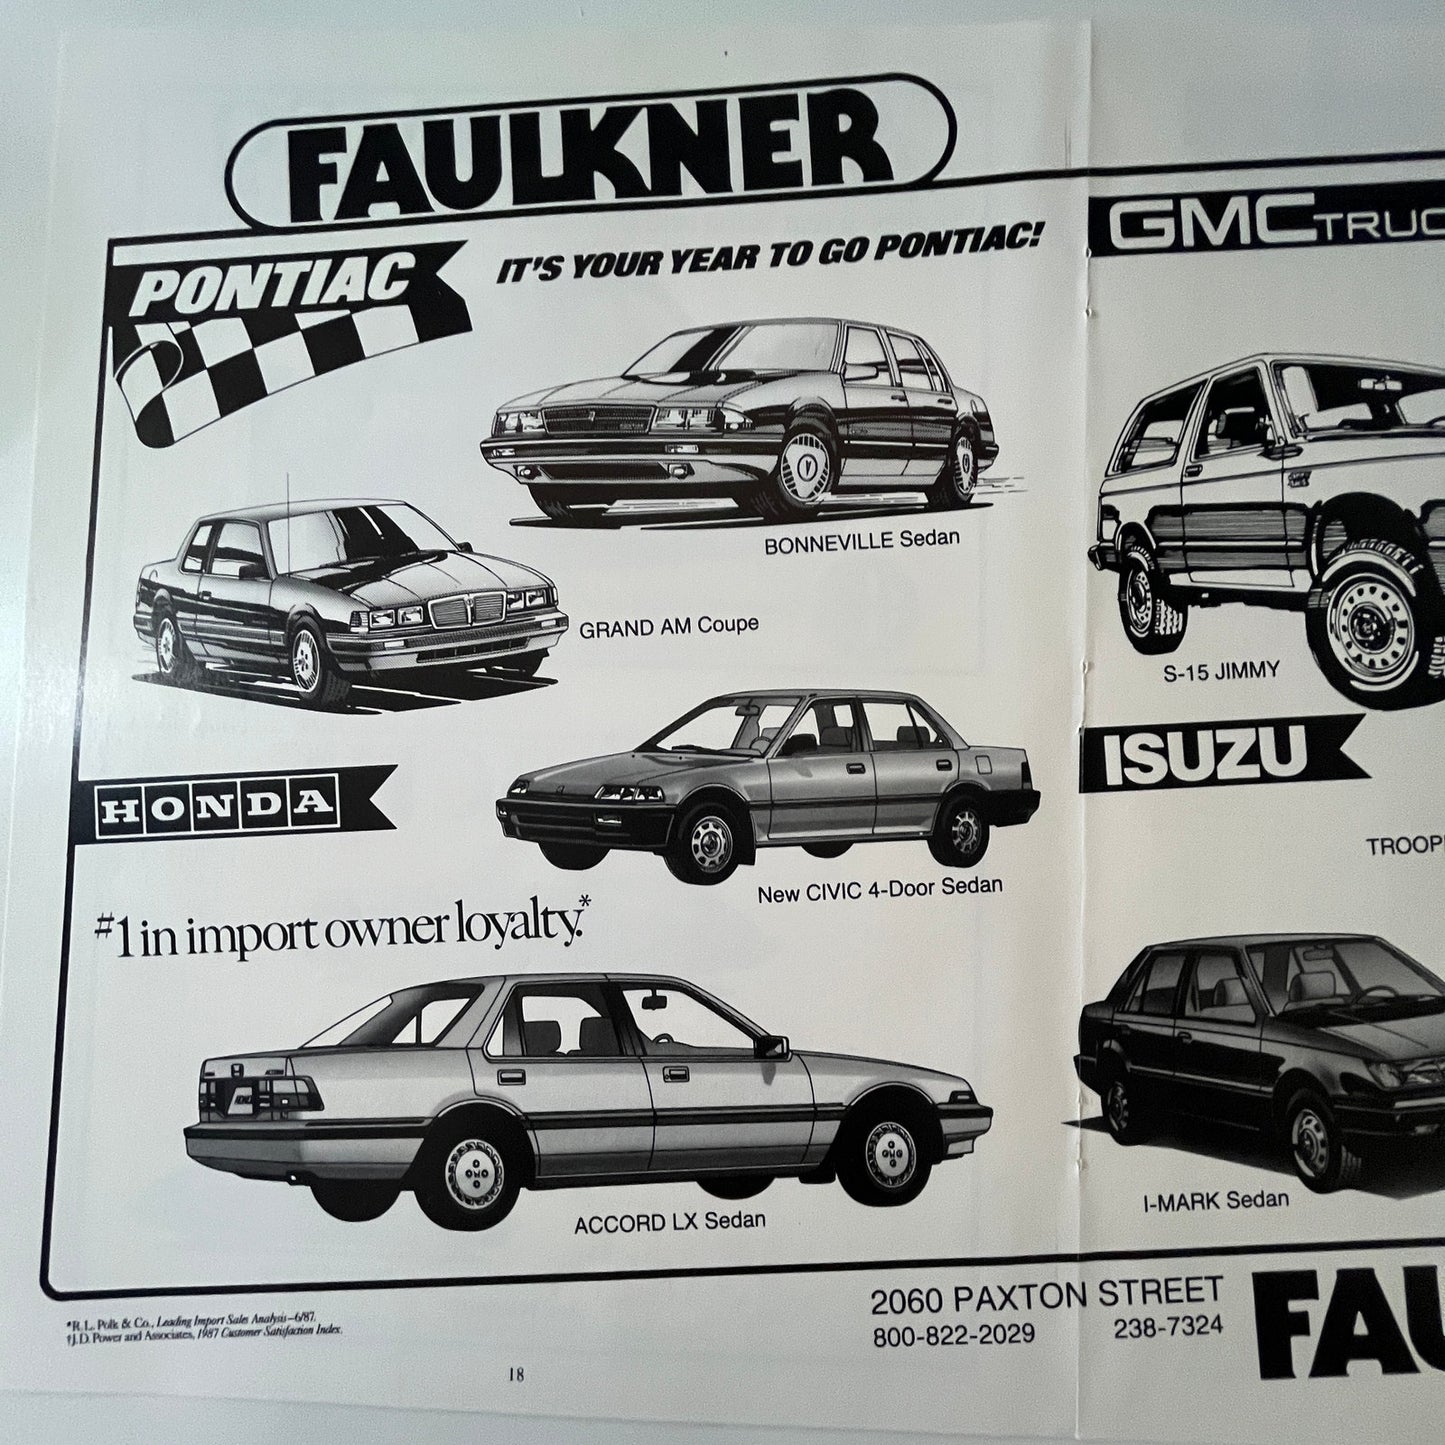 FAULKNER
PONTIAC
IT'S YOUR YEAR TO GO PONTIAC!
BONNEVILLE Sedan
GRAND AM Coupe
HONDA
New CIVIC 4-Door Sedan
#1 in import owner loyalty.*
ACCORD LX Sedan
*R. L. Polk & Co., Leading Import Sales Analysis—6/87.
†J.D. Power and Associates, 1987 Customer Satisfaction Index.
18
GMC TRUC
S-15 JIMMY
ISUZU
TROOP
I-MARK Sedan
2060 PAXTON STREET
800-822-2029 238-7324
FAU